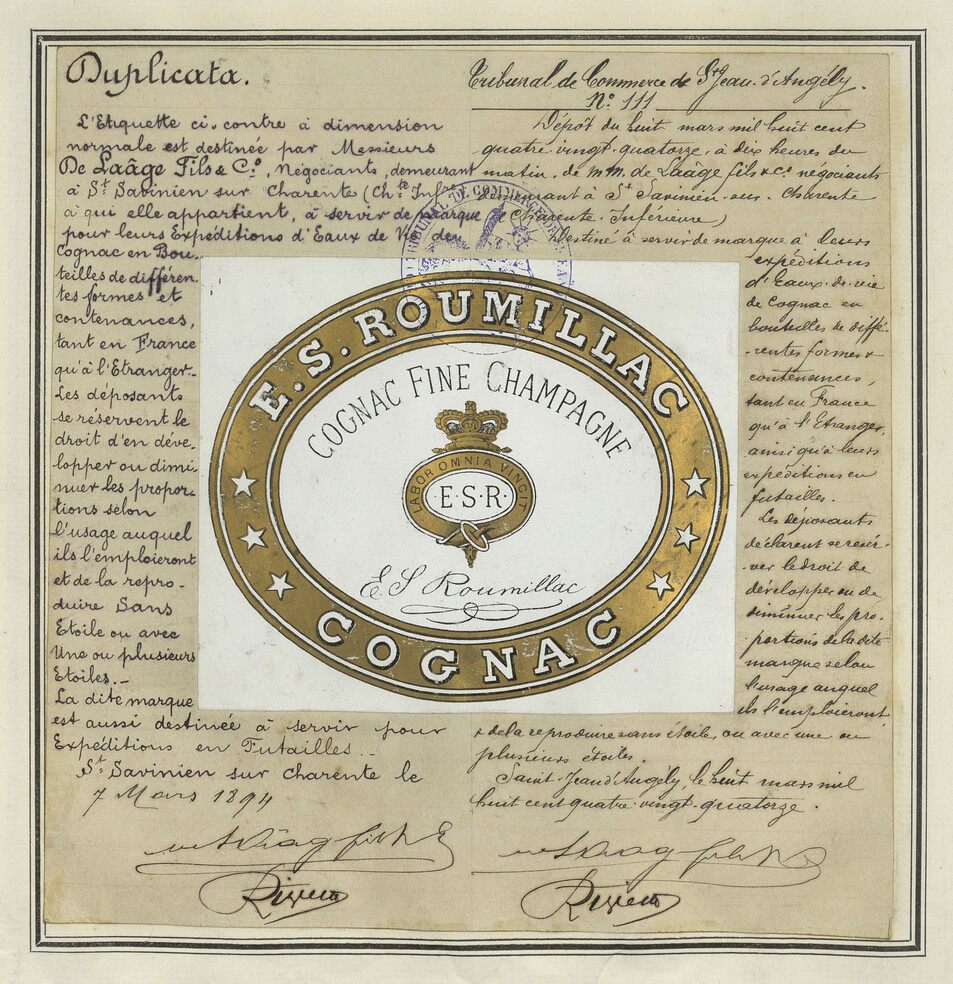 Duplicata.
L'Etiquette ci-contre à dimension
normale est destinée par Messieurs
De Laâge Fils & Cº, Négociants, demeurant
à St Savinien sur Charente (Chte Infre
à qui elle appartient, à servir de marque
pour leurs Expéditions d'Eaux de Vie de
Cognac en Bou-
teilles de différen-
tes formes et
contenances,
tant en France
qu'à l'Etranger.-
Les déposants
se réservent le
droit d'en déve-
lopper ou dimi-
nuer les propor-
tions selon
l'usage auquel
ils l'emploieront
et de la repro-
duire Sans
Etoile ou avec
Une ou plusieurs
Etoiles.-
La dite marque
est aussi destinée à servir pour
Expéditions en Futailles.-
St Savinien sur charente le
7 Mars 1894
Tribunal de Commerce de St Jean-d'Angély.
Nº 111
Dépôt du huit mars mil huit cent
quatre-vingt-quatorze, à dix heures du
matin, de mm. de Laâge fils & cº négociants
demeurant à St Savinien-sur-Charente
(Charente-Inférieure)
Destiné à servir de marque à leurs
expéditions
d'Eaux-de-vie
de Cognac en
bouteilles de diffé-
-rentes formes &
contenances,
tant en France
qu'à l'Etranger,
ainsi qu'à leurs
expéditions en
futailles.
Les déposants
déclarent se réser-
-ver le droit de
développer ou de
diminuer les pro-
-portions de la dite
marque selon
l'usage auquel
ils l'emploieront,
& de la reproduire sans étoile, ou avec une ou
plusieurs étoiles.
Saint-Jean d'Angély, le huit mars mil
huit cent quatre-vingt-quatorze.
TRIBUNAL DE COMMERCE
E. S. ROUMILLAC
COGNAC FINE CHAMPAGNE
LABOR OMNIA VINCIT
E·S·R·
E S Roumillac
COGNAC